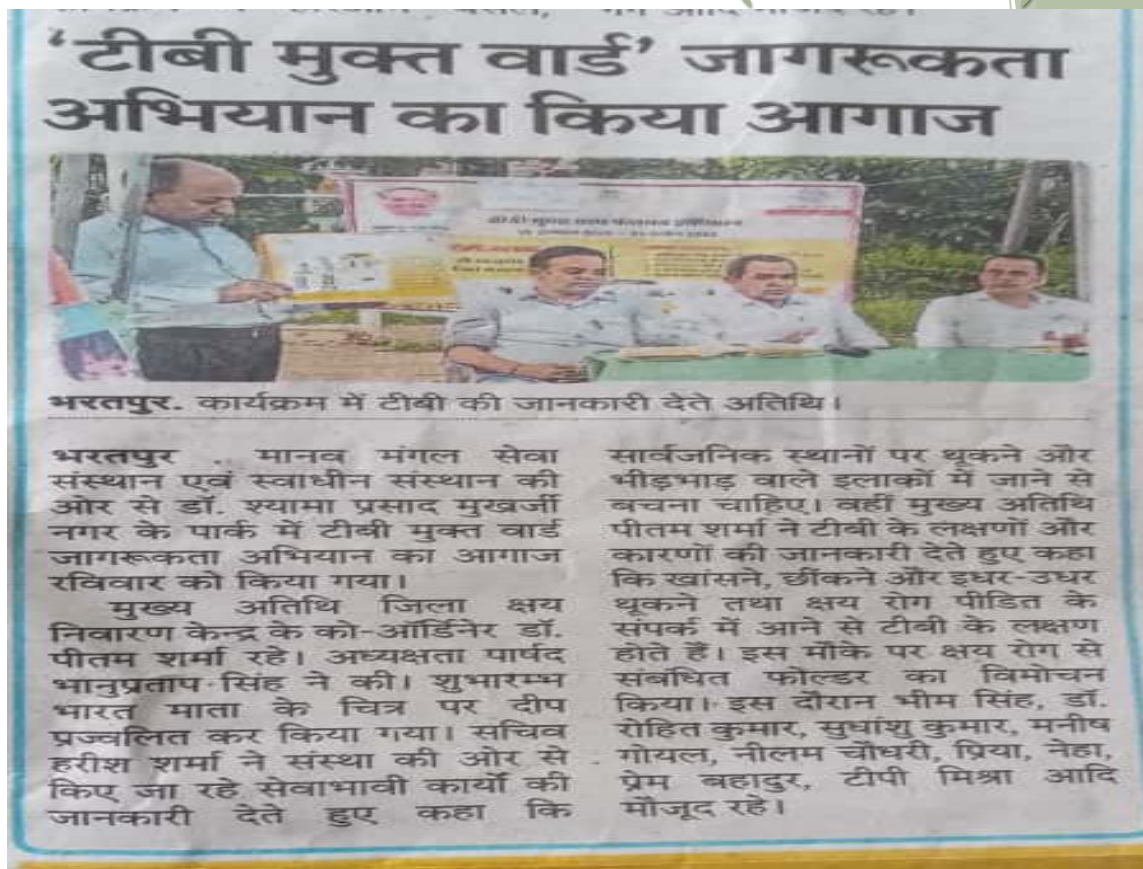 'टीबी मुक्त वार्ड' जागरूकता
अभियान का किया आगाज
भरतपुर. कार्यक्रम में टीबी की जानकारी देते अतिथि।
भरतपुर . मानव मंगल सेवा
संस्थान एवं स्वाधीन संस्थान की
ओर से डॉ. श्यामा प्रसाद मुखर्जी
नगर के पार्क में टीबी मुक्त वार्ड
जागरूकता अभियान का आगाज
रविवार को किया गया।
मुख्य अतिथि जिला क्षय
निवारण केन्द्र के को-ऑर्डिनेर डॉ.
पीतम शर्मा रहे। अध्यक्षता पार्षद
भानुप्रताप सिंह ने की। शुभारम्भ
भारत माता के चित्र पर दीप
प्रज्वलित कर किया गया। सचिव
हरीश शर्मा ने संस्था की ओर से
किए जा रहे सेवाभावी कार्यों की
जानकारी देते हुए कहा कि
सार्वजनिक स्थानों पर थूकने और
भीड़भाड़ वाले इलाकों में जाने से
बचना चाहिए। वहीं मुख्य अतिथि
पीतम शर्मा ने टीबी के लक्षणों और
कारणों की जानकारी देते हुए कहा
कि खांसने, छींकने और इधर-उधर
थूकने तथा क्षय रोग पीडित के
संपर्क में आने से टीबी के लक्षण
होते हैं। इस मौके पर क्षय रोग से
संबंधित फोल्डर का विमोचन
किया। इस दौरान भीम सिंह, डॉ.
रोहित कुमार, सुधांशु कुमार, मनीष
गोयल, नीलम चौधरी, प्रिया, नेहा,
प्रेम बहादुर, टीपी मिश्रा आदि
मौजूद रहे।